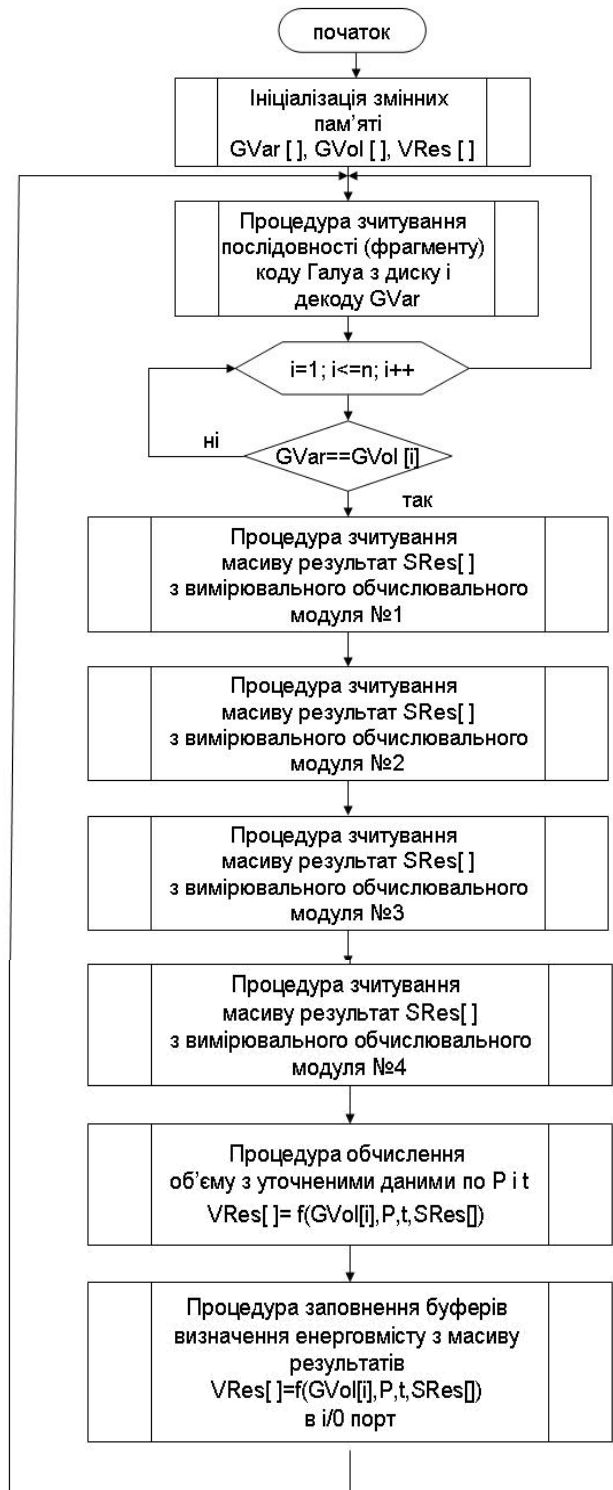 початок
Ініціалізація змінних
пам’яті
GVar [ ], GVol [ ], VRes [ ]
Процедура зчитування
послідовності (фрагменту)
коду Галуа з диску і
декоду GVar
i=1; i<=n; i++
ні
GVar==GVol [i]
так
Процедура зчитування
масиву результат SRes[ ]
з вимірювального обчислювального
модуля №1
Процедура зчитування
масиву результат SRes[ ]
з вимірювального обчислювального
модуля №2
Процедура зчитування
масиву результат SRes[ ]
з вимірювального обчислювального
модуля №3
Процедура зчитування
масиву результат SRes[ ]
з вимірювального обчислювального
модуля №4
Процедура обчислення
об’єму з уточненими даними по P i t
VRes[ ]= f(GVol[i],P,t,SRes[])
Процедура заповнення буферів
визначення енерговмісту з масиву
результатів
VRes[ ]=f(GVol[i],P,t,SRes[])
в і/0 порт